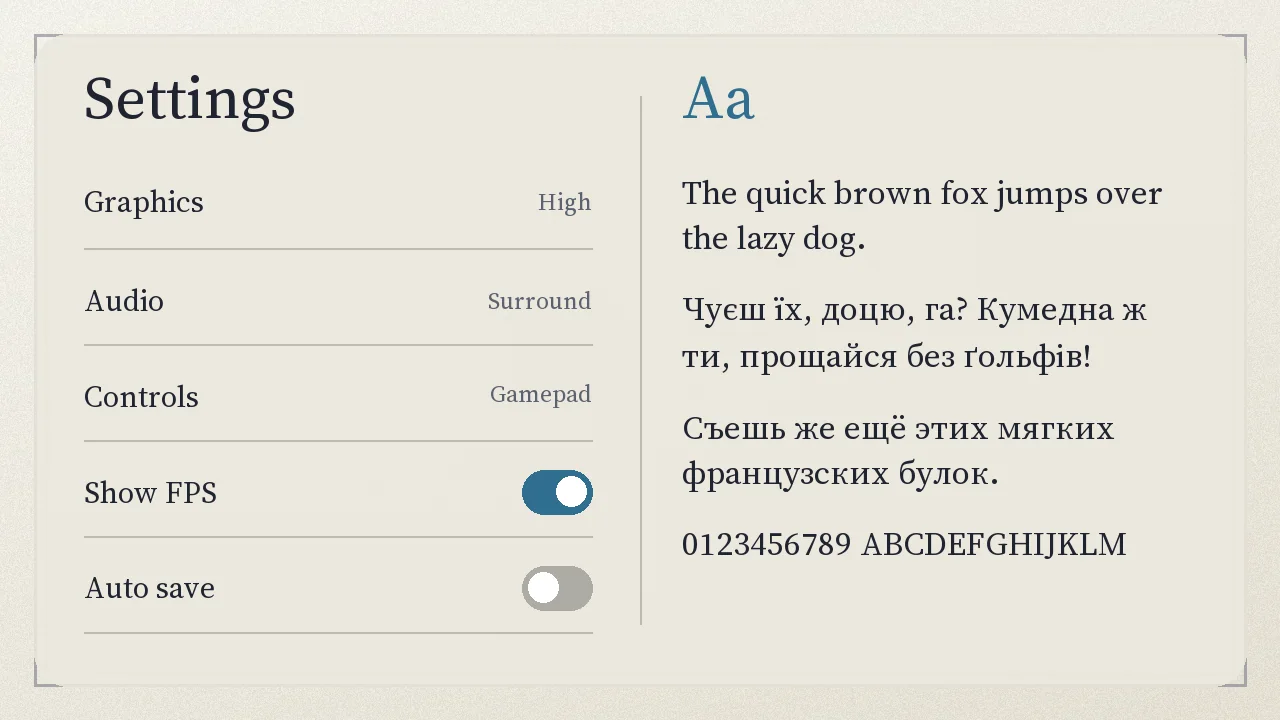 Settings
Graphics High
Audio Surround
Controls Gamepad
Show FPS
Auto save
Aa
The quick brown fox jumps over
the lazy dog.
Чуєш їх, доцю, га? Кумедна ж
ти, прощайся без ґольфів!
Съешь же ещё этих мягких
французских булок.
0123456789 ABCDEFGHIJKLM